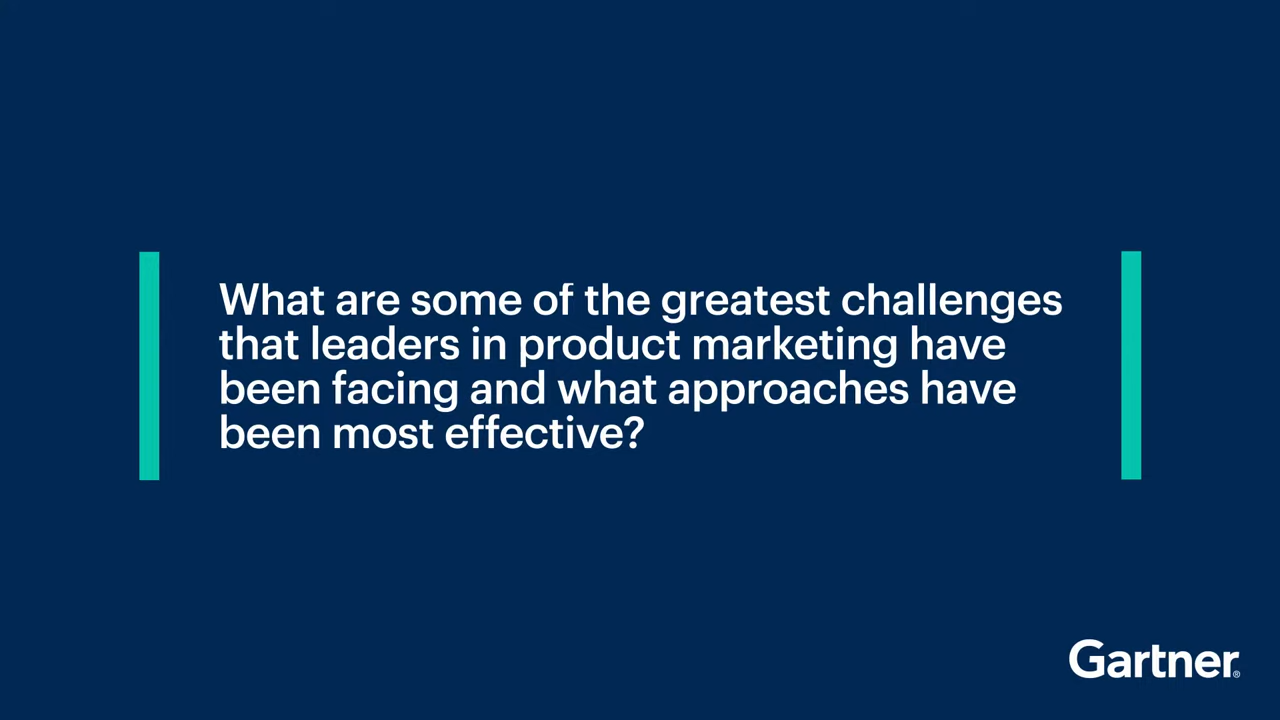 What are some of the greatest challenges
that leaders in product marketing have
been facing and what approaches have
been most effective?
Gartner®